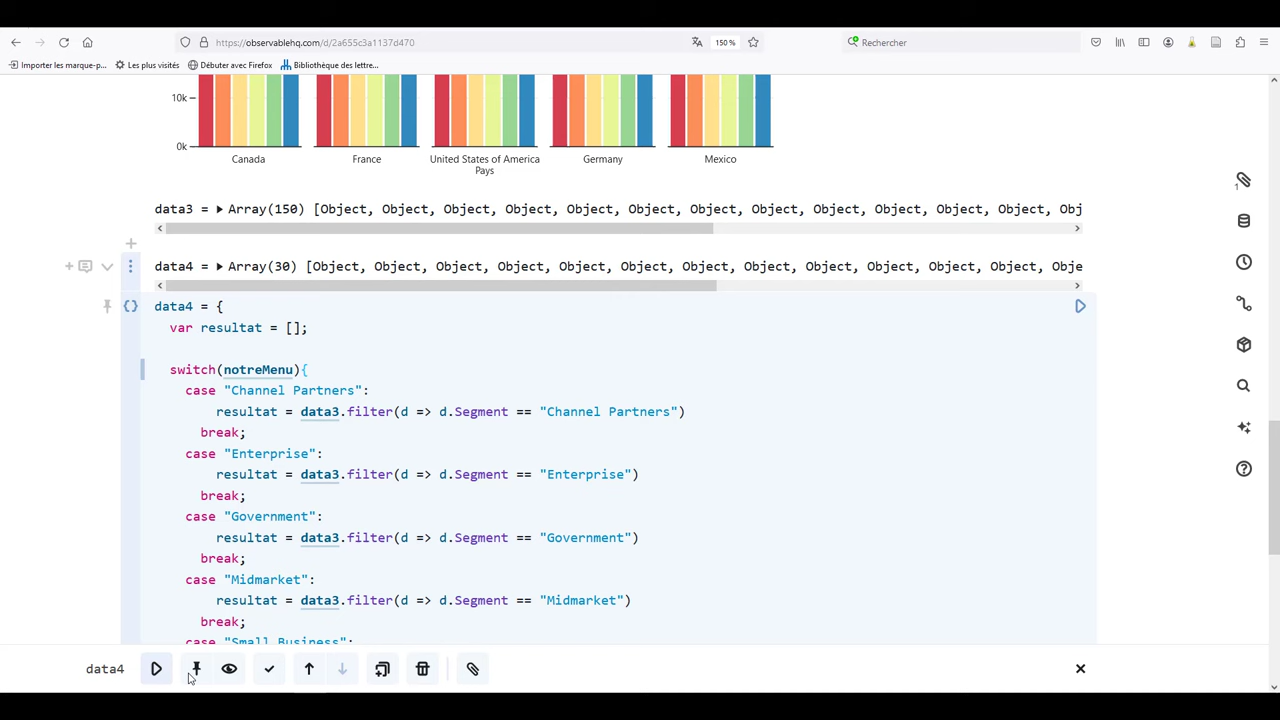 https://observablehq.com/d/2a655c3a1137d470
150 %
Rechercher
Importer les marque-p...
Les plus visités
Débuter avec Firefox
Bibliothèque des lettre...
10k
0k
Canada
France
United States of America
Germany
Mexico
Pays
data3 = ▶ Array(150) [Object, Object, Object, Object, Object, Object, Object, Object, Object, Object, Object, Object, Obj
1
data4 = ▶ Array(30) [Object, Object, Object, Object, Object, Object, Object, Object, Object, Object, Object, Object, Obje
data4 = {
var resultat = [];
switch(notreMenu){
case "Channel Partners":
resultat = data3.filter(d => d.Segment == "Channel Partners")
break;
case "Enterprise":
resultat = data3.filter(d => d.Segment == "Enterprise")
break;
case "Government":
resultat = data3.filter(d => d.Segment == "Government")
break;
case "Midmarket":
resultat = data3.filter(d => d.Segment == "Midmarket")
break;
case "Small Business":
data4